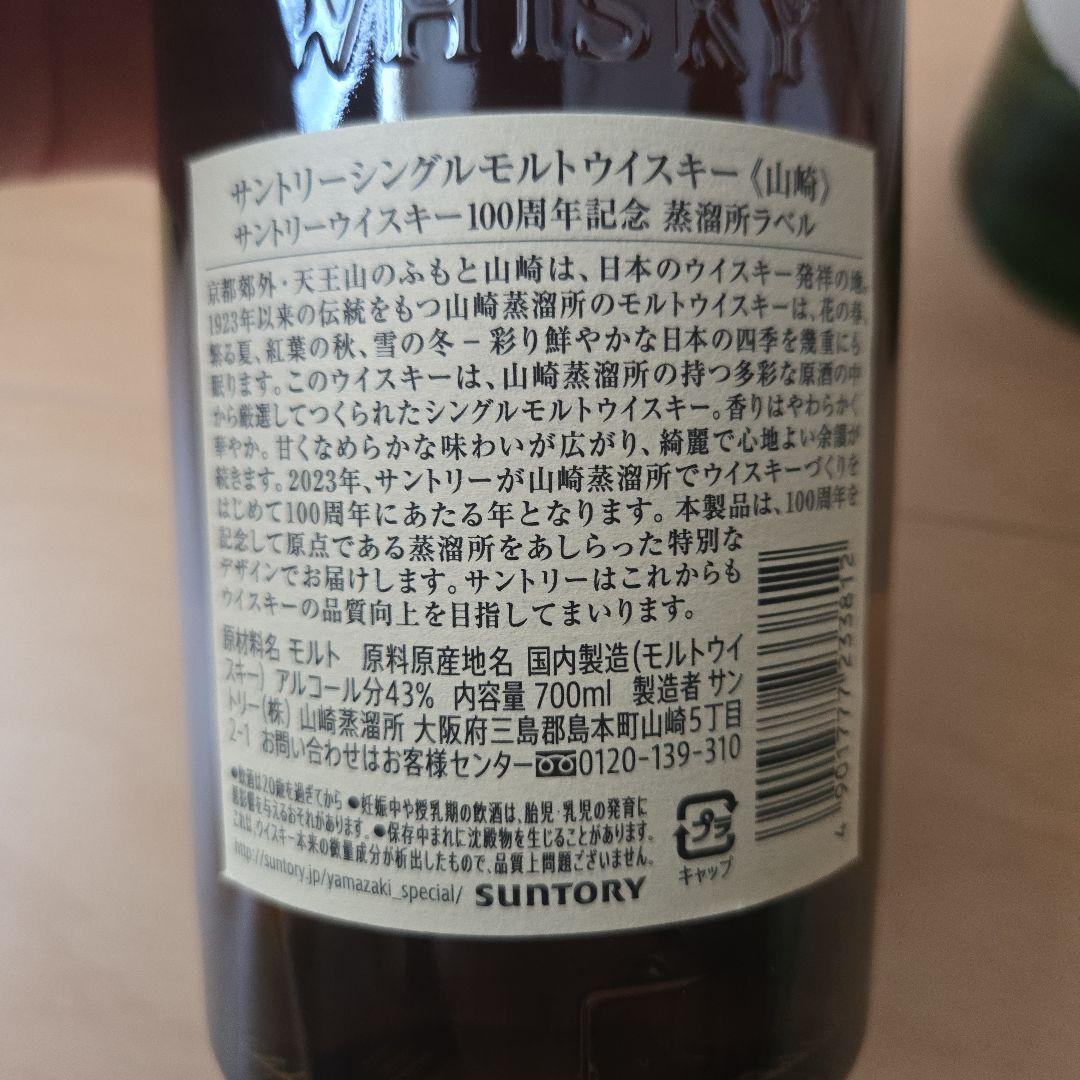 WHISKY
サントリーシングルモルトウイスキー《山崎》
サントリーウイスキー100周年記念 蒸溜所ラベル
京都郊外・天王山のふもと山崎は、日本のウイスキー発祥の地。
1923年以来の伝統をもつ山崎蒸溜所のモルトウイスキーは、花の春、
繁る夏、紅葉の秋、雪の冬－彩り鮮やかな日本の四季を幾重にも
眠ります。このウイスキーは、山崎蒸溜所の持つ多彩な原酒の中
から厳選してつくられたシングルモルトウイスキー。香りはやわらかく
華やか。甘くなめらかな味わいが広がり、綺麗で心地よい余韻が
続きます。2023年、サントリーが山崎蒸溜所でウイスキーづくりを
はじめて100周年にあたる年となります。本製品は、100周年を
記念して原点である蒸溜所をあしらった特別な
デザインでお届けします。サントリーはこれからも
ウイスキーの品質向上を目指してまいります。
原材料名 モルト 原料原産地名 国内製造(モルトウイ
スキー) アルコール分43% 内容量 700ml 製造者 サン
トリー(株) 山崎蒸溜所 大阪府三島郡島本町山崎5丁目
2-1 お問い合わせはお客様センター0120-139-310
●飲酒は20歳を過ぎてから ●妊娠中や授乳期の飲酒は、胎児・乳児の発育に
悪影響を与えるおそれがあります。●保存中まれに沈殿物を生じることがあります。
これは、ウイスキー本来の微量成分が析出したもので、品質上問題ございません。
http://suntory.jp/yamazaki_special/ SUNTORY
プラ
キャップ
4 901777 233812